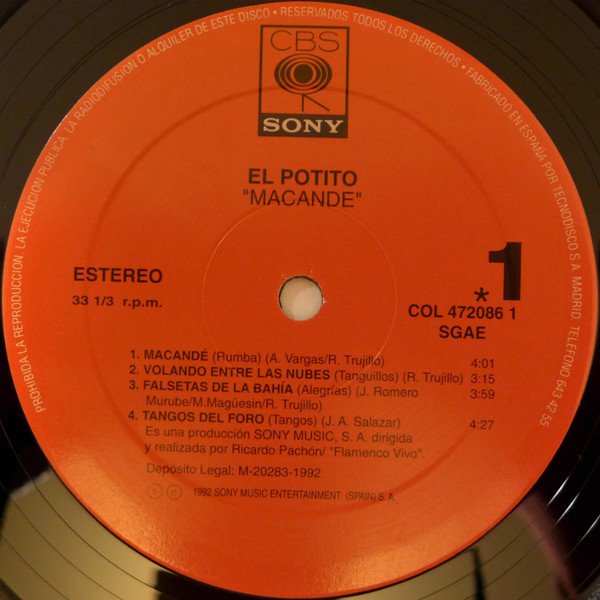 PROHIBIDA LA REPRODUCCION, LA EJECUCION PUBLICA, LA RADIODIFUSION O ALQUILER DE ESTE DISCO • RESERVADOS TODOS LOS DERECHOS • FABRICADO EN ESPAÑA POR TECNODISCO S.A. MADRID TELEFONO 643 42 55
CBS
SONY
EL POTITO
"MACANDE"
ESTEREO
33 1/3 r.p.m.
1
*
COL 472086 1
SGAE
1. MACANDÉ (Rumba) (A. Vargas/R. Trujillo) 4:01
2. VOLANDO ENTRE LAS NUBES (Tanguillos) (R. Trujillo) 3:15
3. FALSETAS DE LA BAHÍA (Alegrías) (J. Romero 3:59
Murube/M.Magüesin/R. Trujillo)
4. TANGOS DEL FORO (Tangos) (J. A. Salazar) 4:27
Es una producción SONY MUSIC, S. A. dirigida
y realizada por Ricardo Pachón/ "Flamenco Vivo".
Depósito Legal: M-20283-1992
Ⓟ Ⓒ 1992 SONY MUSIC ENTERTAINMENT (SPAIN) S. A.